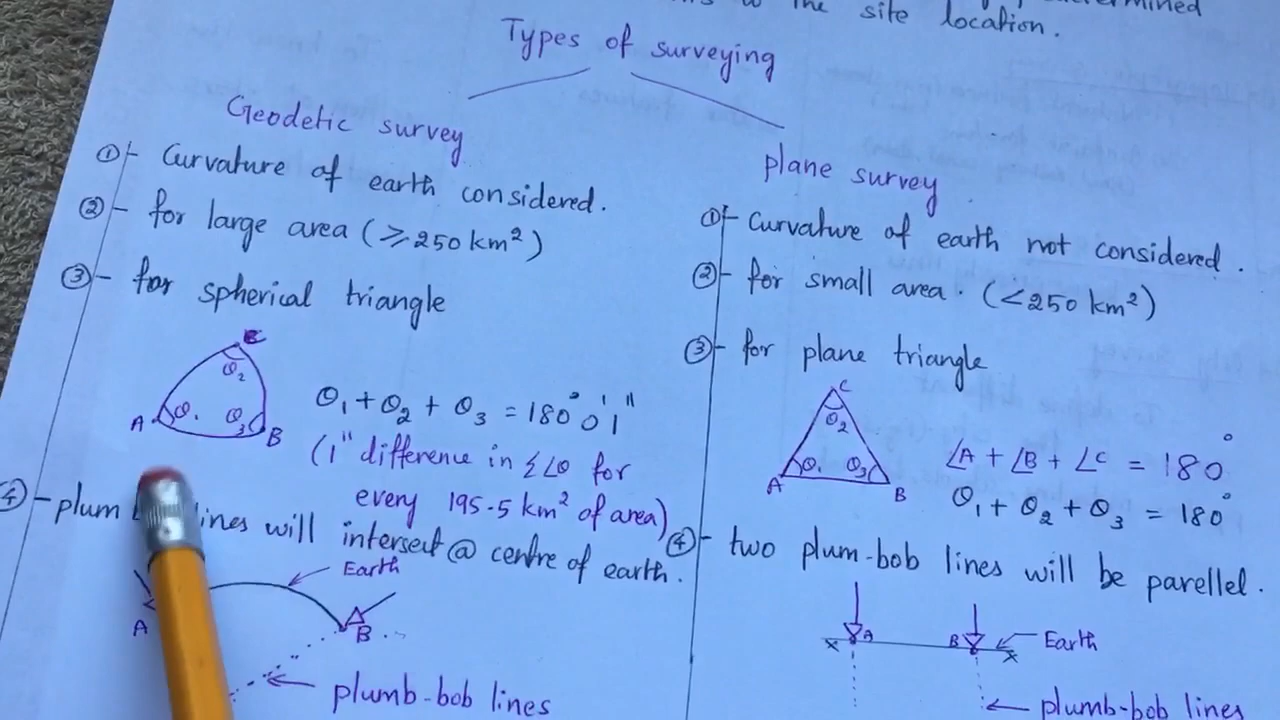 to the site location.
Types of surveying
Geodetic survey
① - Curvature of earth considered.
② - for large area (≥250 km²)
③ - for spherical triangle
C
θ₂
A θ₁ θ₃ B
θ₁ + θ₂ + θ₃ = 180° 0' 1"
(1" difference in ∑∠θ for
every 195.5 km² of area)
④ - plum lines will intersect @ centre of earth.
Earth
A B
plumb-bob lines
plane survey
① - Curvature of earth not considered.
② - for small area. (<250 km²)
③ - for plane triangle
C
θ₂
A θ₁ θ₃ B
∠A + ∠B + ∠C = 180°
θ₁ + θ₂ + θ₃ = 180°
④ - two plum-bob lines will be parellel.
A B Earth
x x
plumb-bob lines